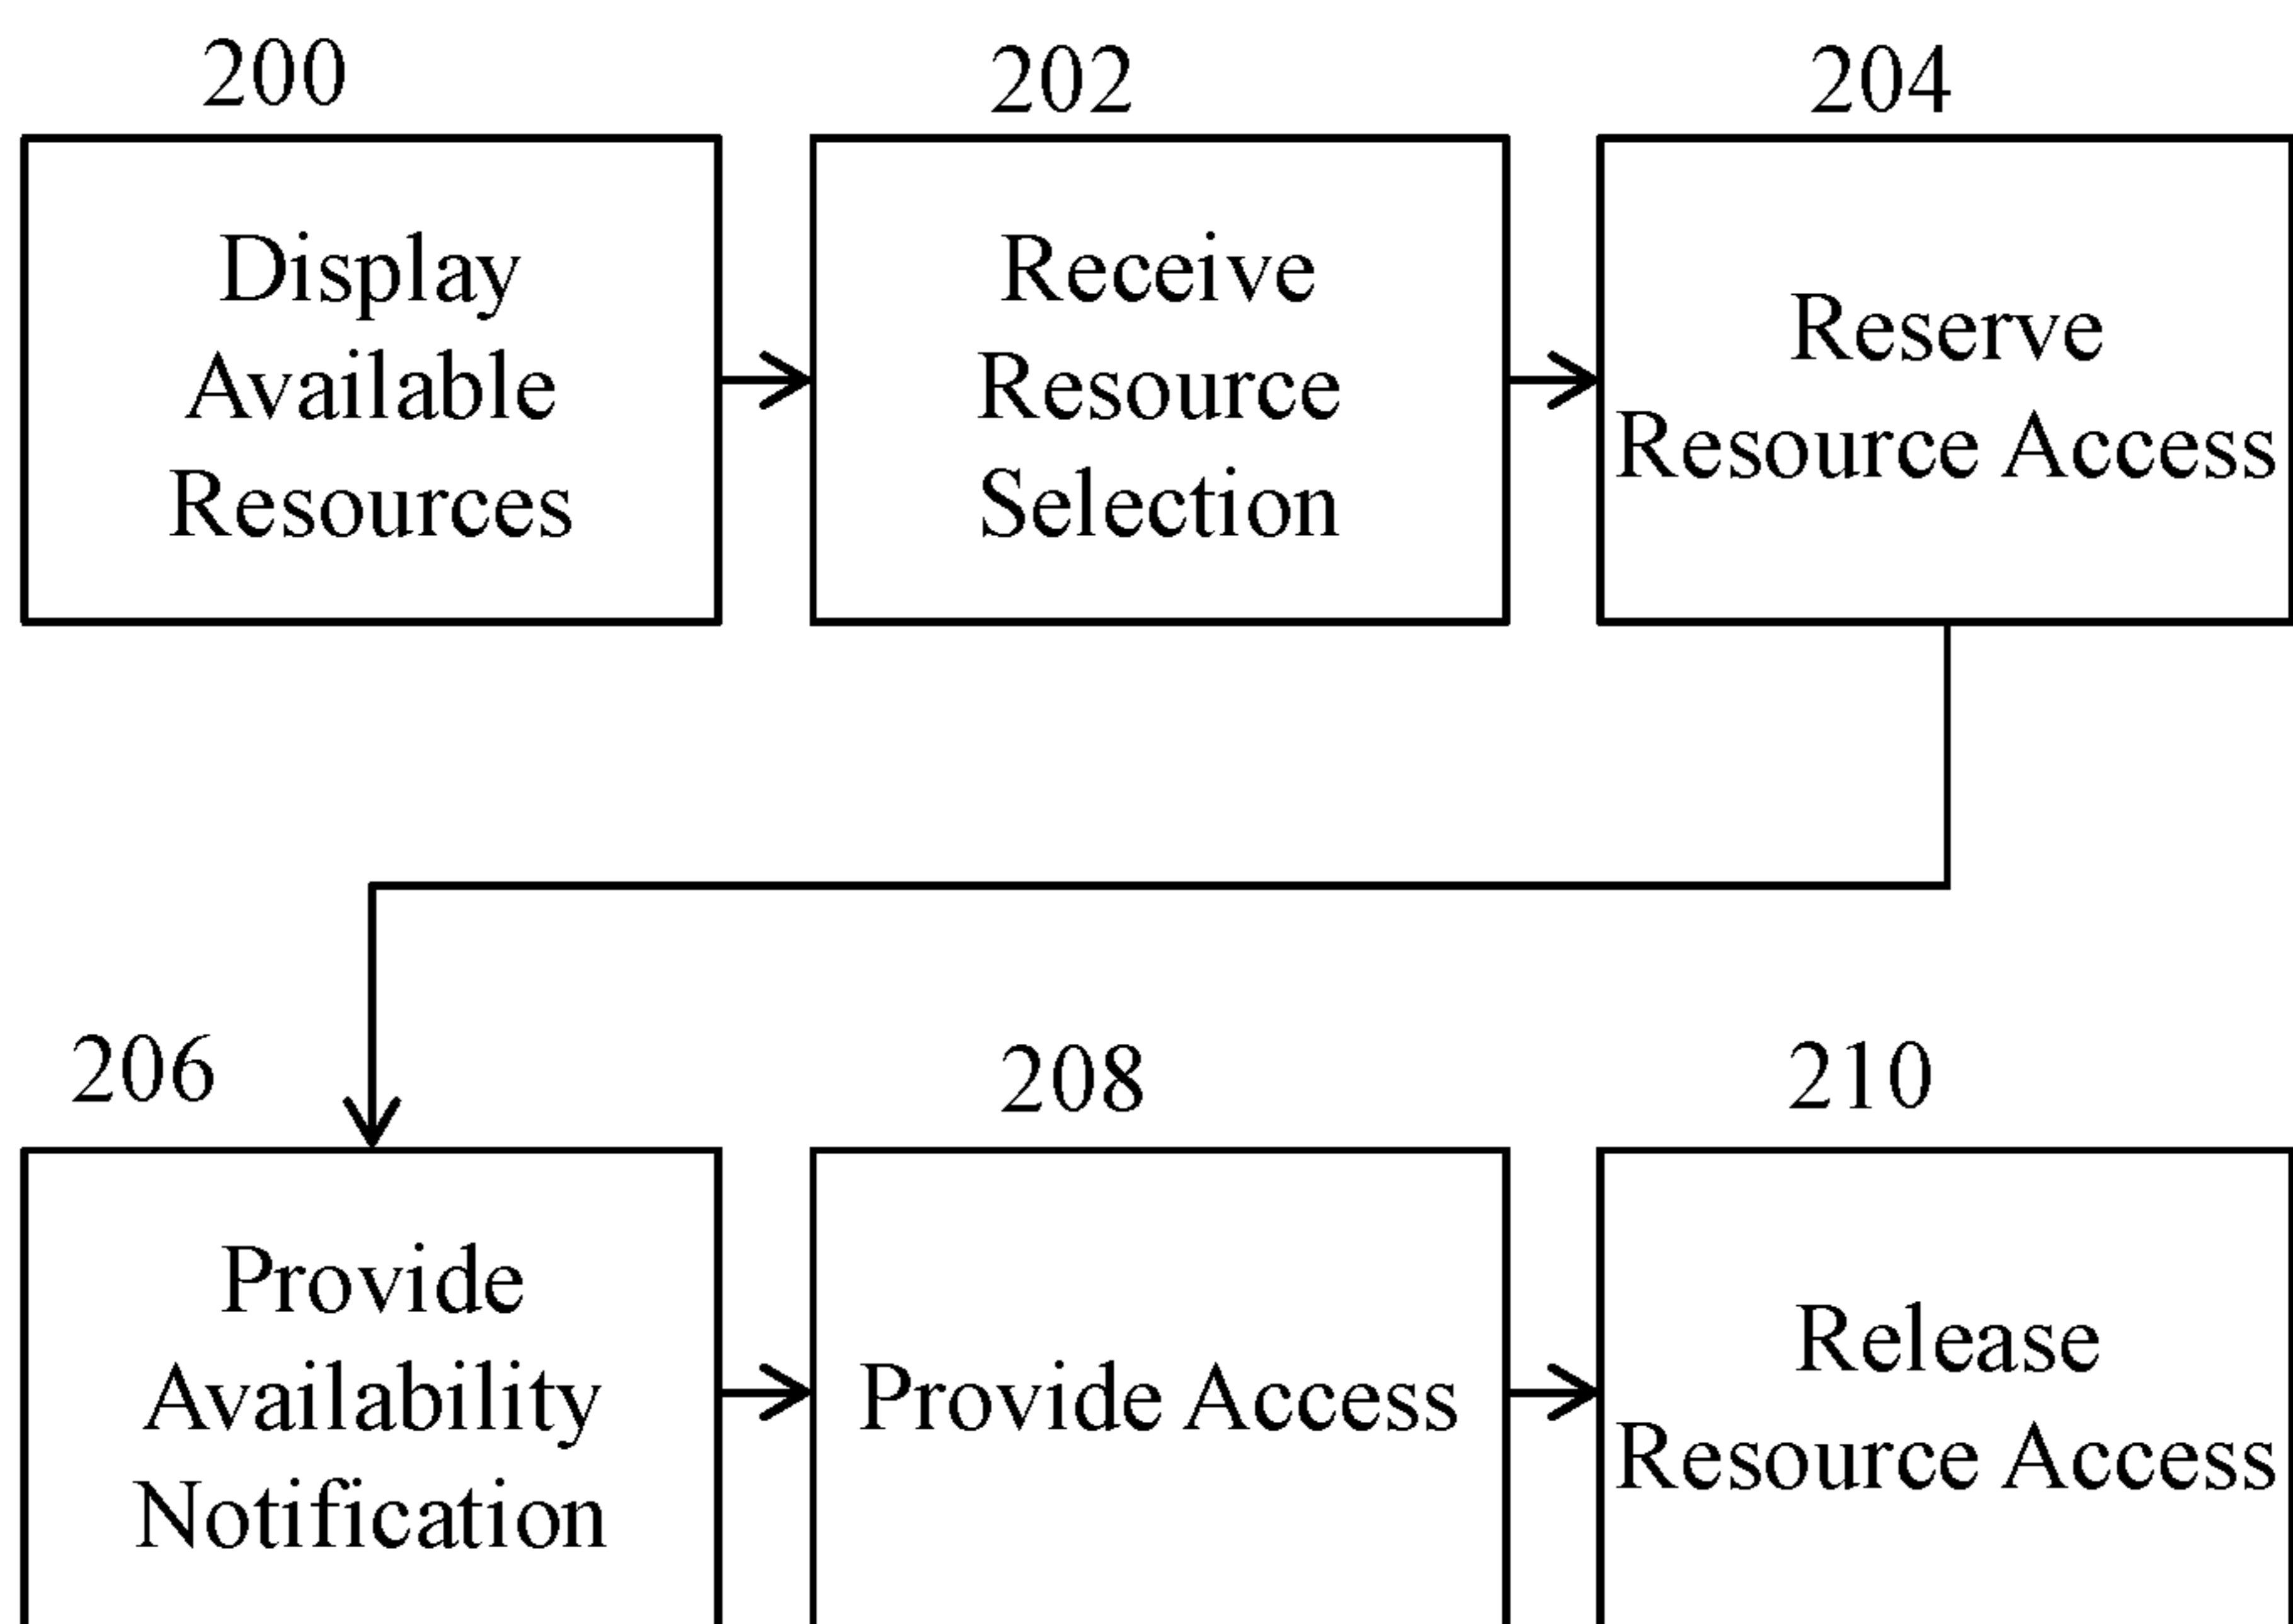 200
Display
Available
Resources
202
Receive
Resource
Selection
204
Reserve
Resource Access
206
Provide
Availability
Notification
208
Provide Access
210
Release
Resource Access